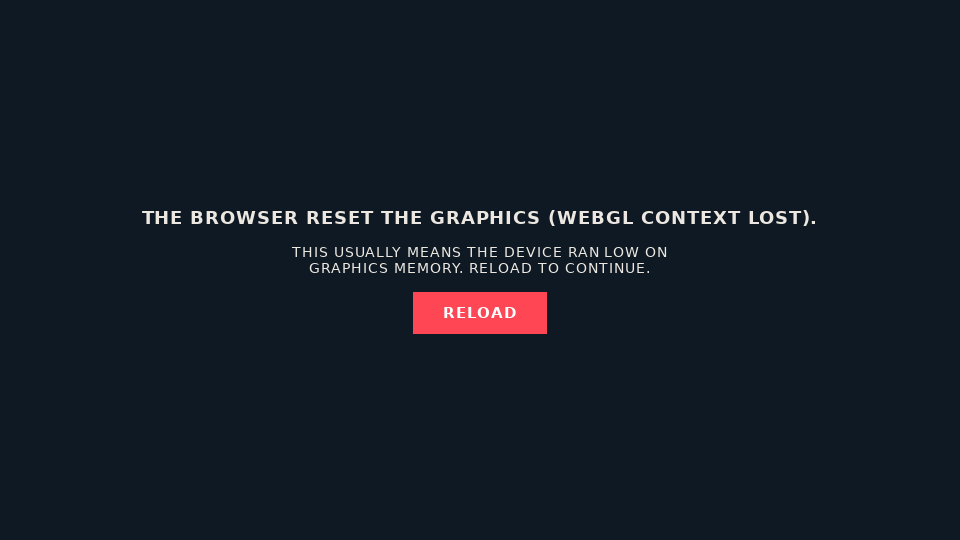 THE BROWSER RESET THE GRAPHICS (WEBGL CONTEXT LOST).
THIS USUALLY MEANS THE DEVICE RAN LOW ON
GRAPHICS MEMORY. RELOAD TO CONTINUE.
RELOAD